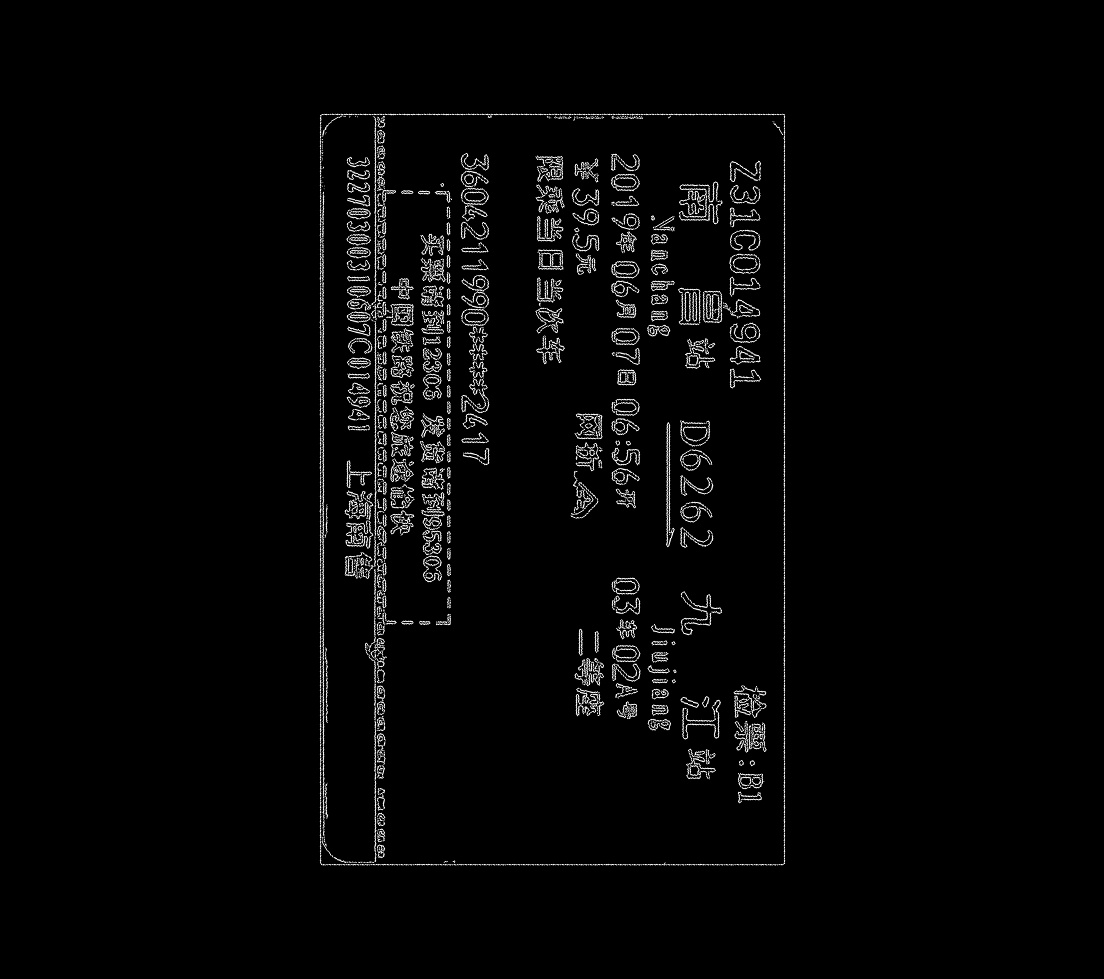 Z31C014941 检票:B1
南昌站 D6262 九江站
Nanchang Jiujiang
2019年06月07日06:56开 03车02A号
¥39.5元 网折 二等座
限乘当日当次车
3604211990****2417
买票请到12306 发货请到95306
中国铁路祝您旅途愉快
322270300310607C014941 上海南售